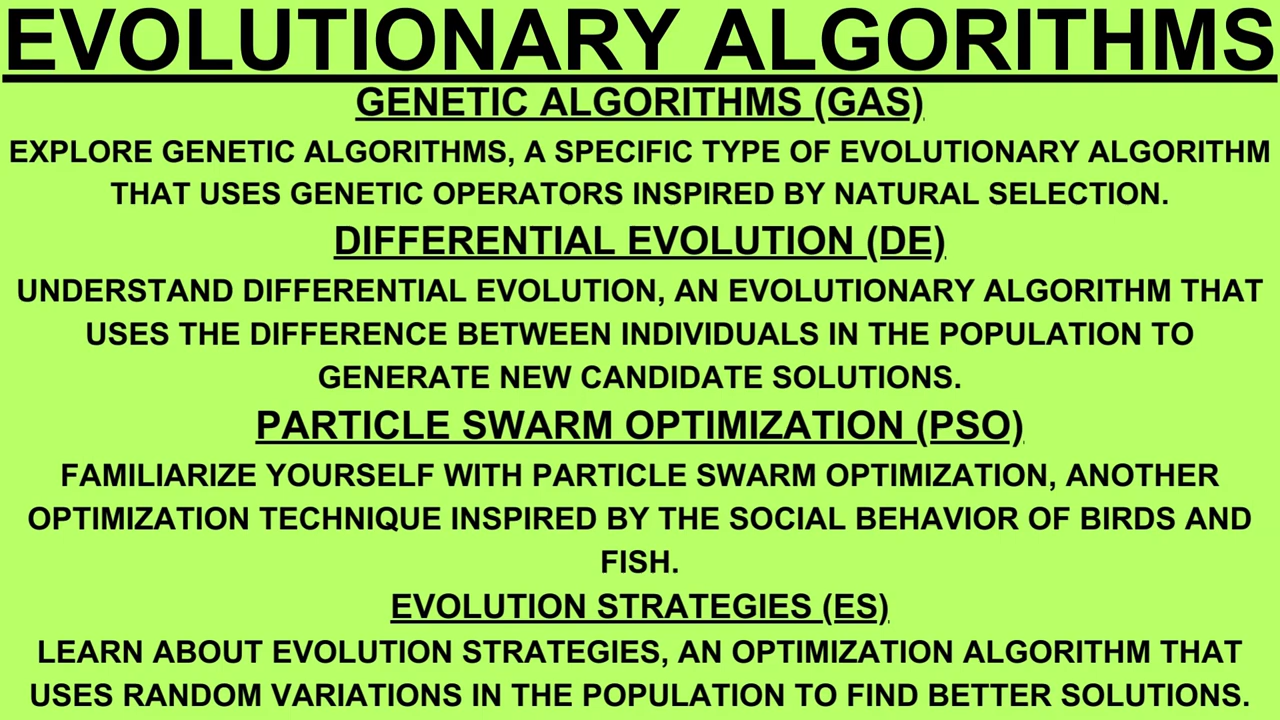 EVOLUTIONARY ALGORITHMS
GENETIC ALGORITHMS (GAS)
EXPLORE GENETIC ALGORITHMS, A SPECIFIC TYPE OF EVOLUTIONARY ALGORITHM
THAT USES GENETIC OPERATORS INSPIRED BY NATURAL SELECTION.
DIFFERENTIAL EVOLUTION (DE)
UNDERSTAND DIFFERENTIAL EVOLUTION, AN EVOLUTIONARY ALGORITHM THAT
USES THE DIFFERENCE BETWEEN INDIVIDUALS IN THE POPULATION TO
GENERATE NEW CANDIDATE SOLUTIONS.
PARTICLE SWARM OPTIMIZATION (PSO)
FAMILIARIZE YOURSELF WITH PARTICLE SWARM OPTIMIZATION, ANOTHER
OPTIMIZATION TECHNIQUE INSPIRED BY THE SOCIAL BEHAVIOR OF BIRDS AND
FISH.
EVOLUTION STRATEGIES (ES)
LEARN ABOUT EVOLUTION STRATEGIES, AN OPTIMIZATION ALGORITHM THAT
USES RANDOM VARIATIONS IN THE POPULATION TO FIND BETTER SOLUTIONS.